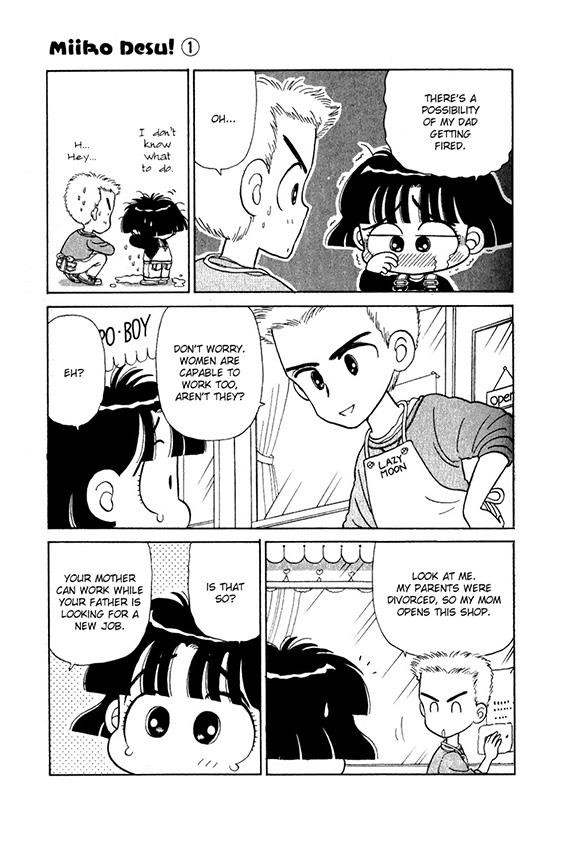 Miiko Desu! ①
THERE'S A
POSSIBILITY
OF MY DAD
GETTING
FIRED.
OH...
I don't
know
what
to do.
H...
Hey...
PO·BOY
DON'T WORRY.
WOMEN ARE
CAPABLE TO
WORK TOO,
AREN'T THEY?
EH?
Open
LAZY
MOON
LOOK AT ME.
MY PARENTS WERE
DIVORCED, SO MY MOM
OPENS THIS SHOP.
IS THAT
SO?
YOUR MOTHER
CAN WORK WHILE
YOUR FATHER IS
LOOKING FOR A
NEW JOB.